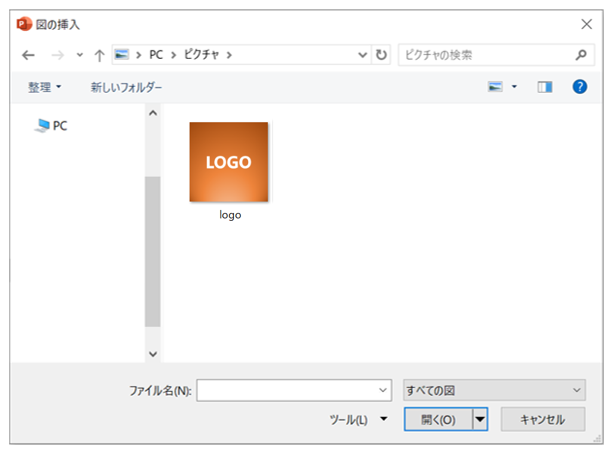 図の挿入
PC > ピクチャ >
ピクチャの検索
整理
新しいフォルダー
?
PC
LOGO
logo
ファイル名(N):
すべての図
ツール(L)
開く(O)
キャンセル